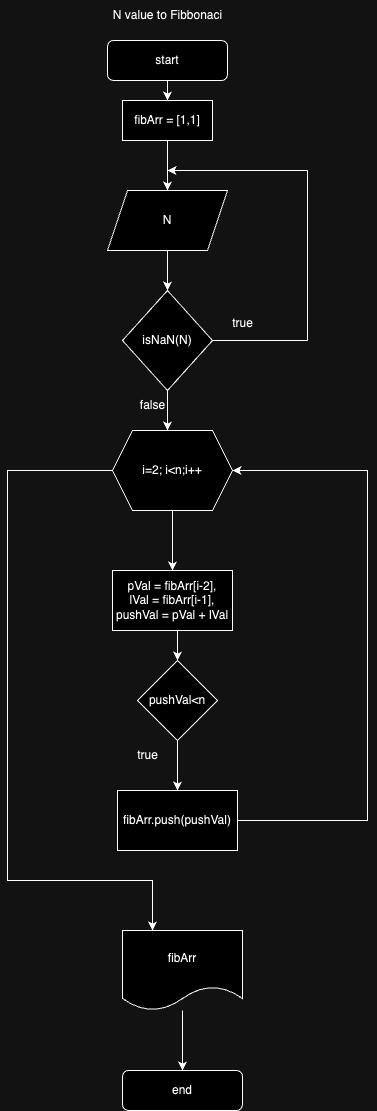 N value to Fibbonaci
start
fibArr = [1,1]
N
isNaN(N)
true
false
i=2; i<n;i++
pVal = fibArr[i-2],
lVal = fibArr[i-1],
pushVal = pVal + lVal
pushVal<n
true
fibArr.push(pushVal)
fibArr
end